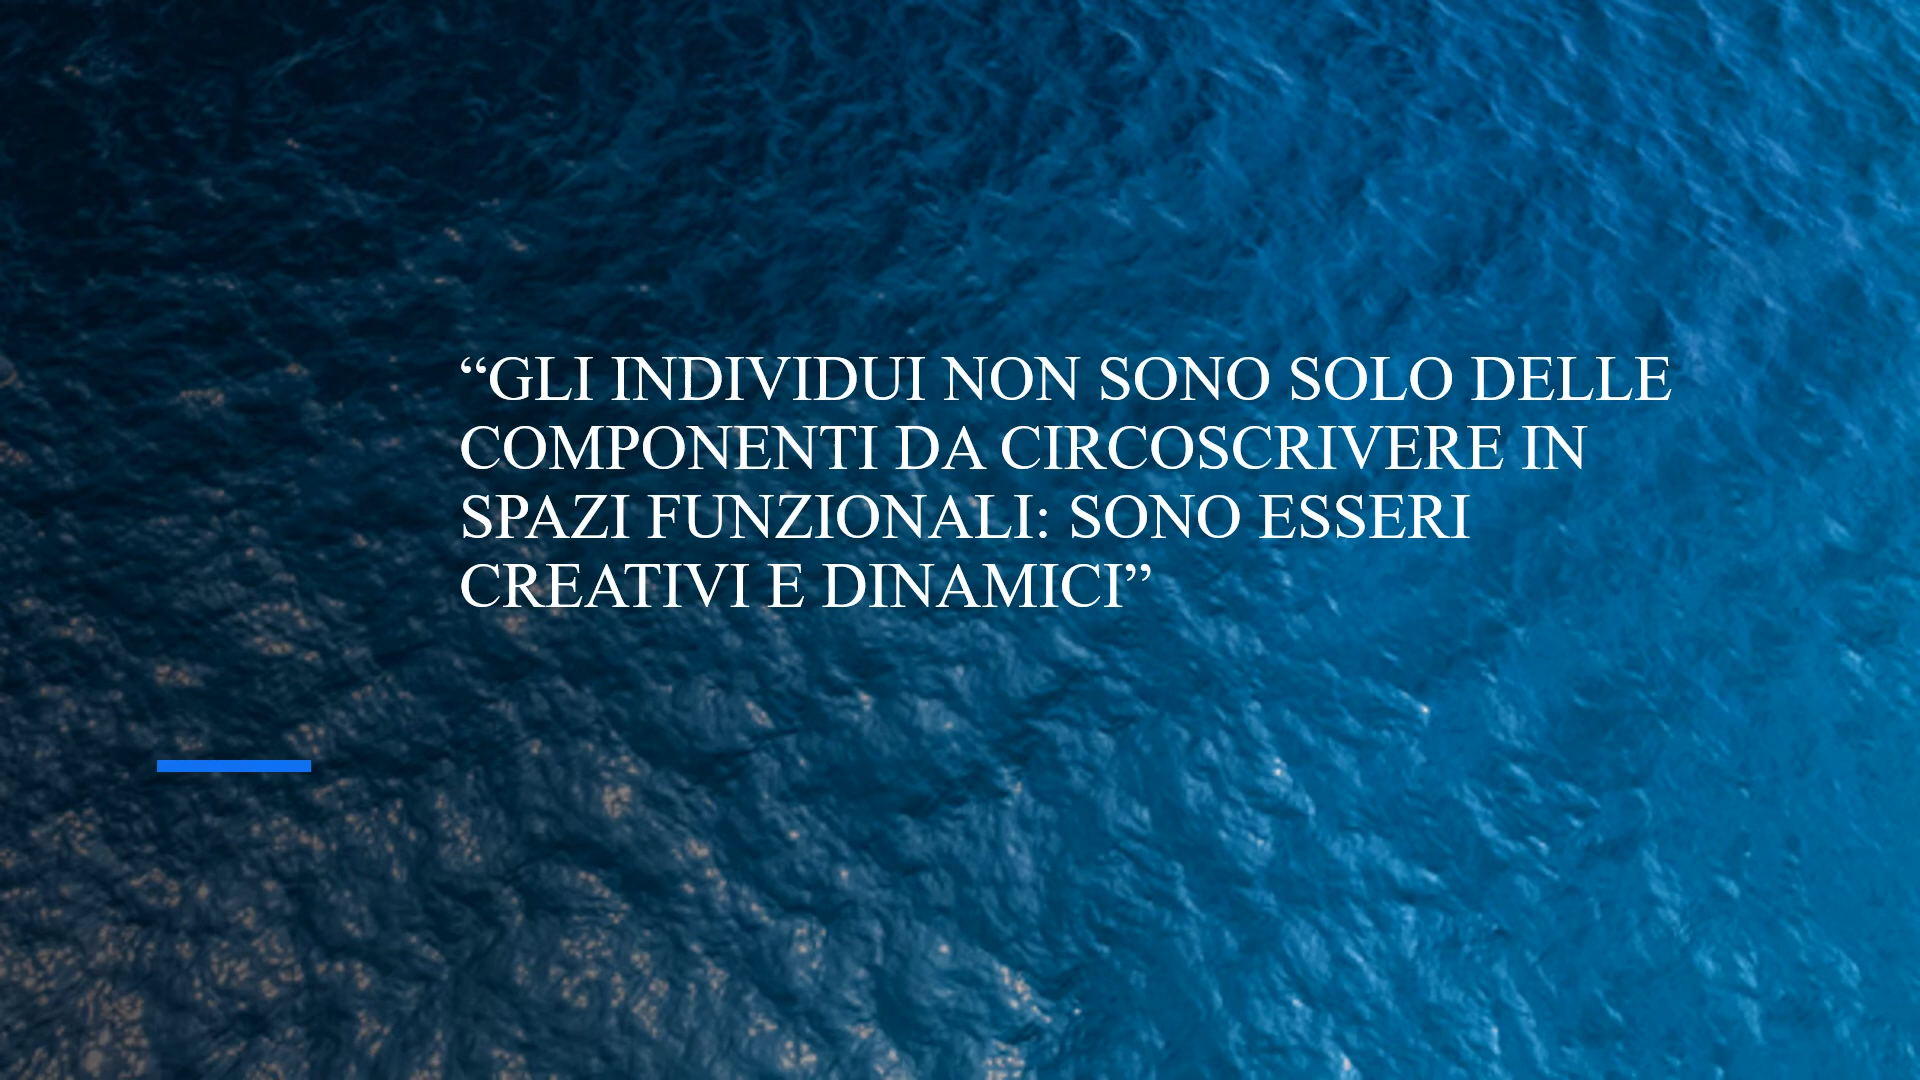 “GLI INDIVIDUI NON SONO SOLO DELLE
COMPONENTI DA CIRCOSCRIVERE IN
SPAZI FUNZIONALI: SONO ESSERI
CREATIVI E DINAMICI”